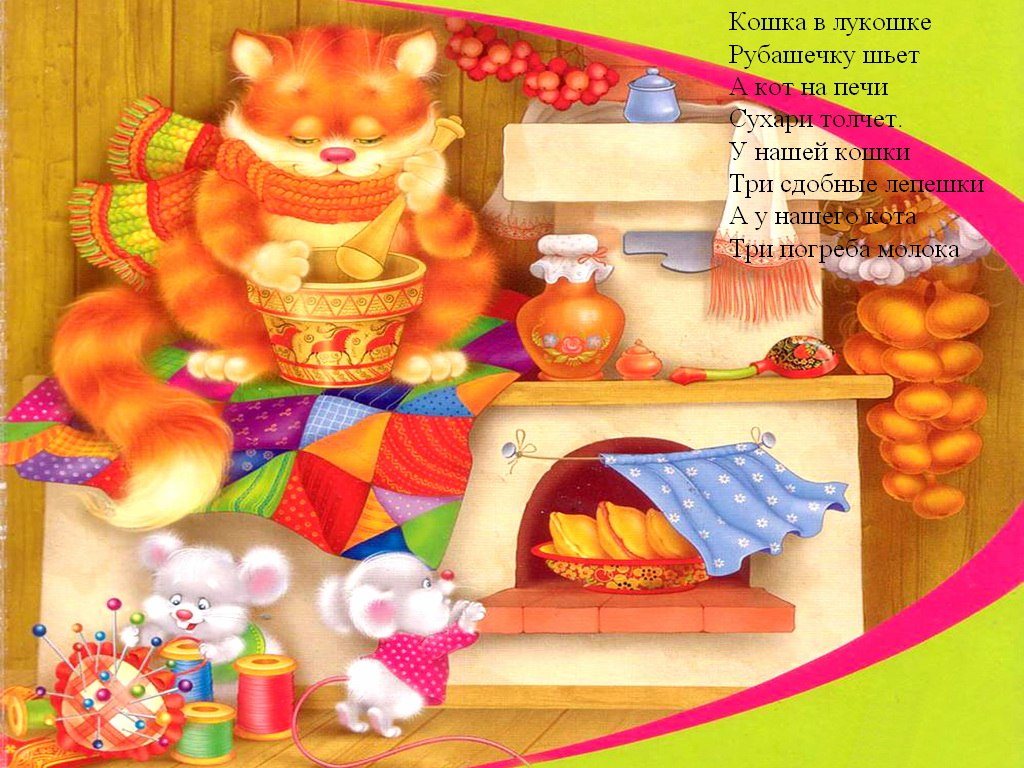 Кошка в лукошке
Рубашечку шьет
А кот на печи
Сухари толчет.
У нашей кошки
Три сдобные лепешки
А у нашего кота
Три погреба молока